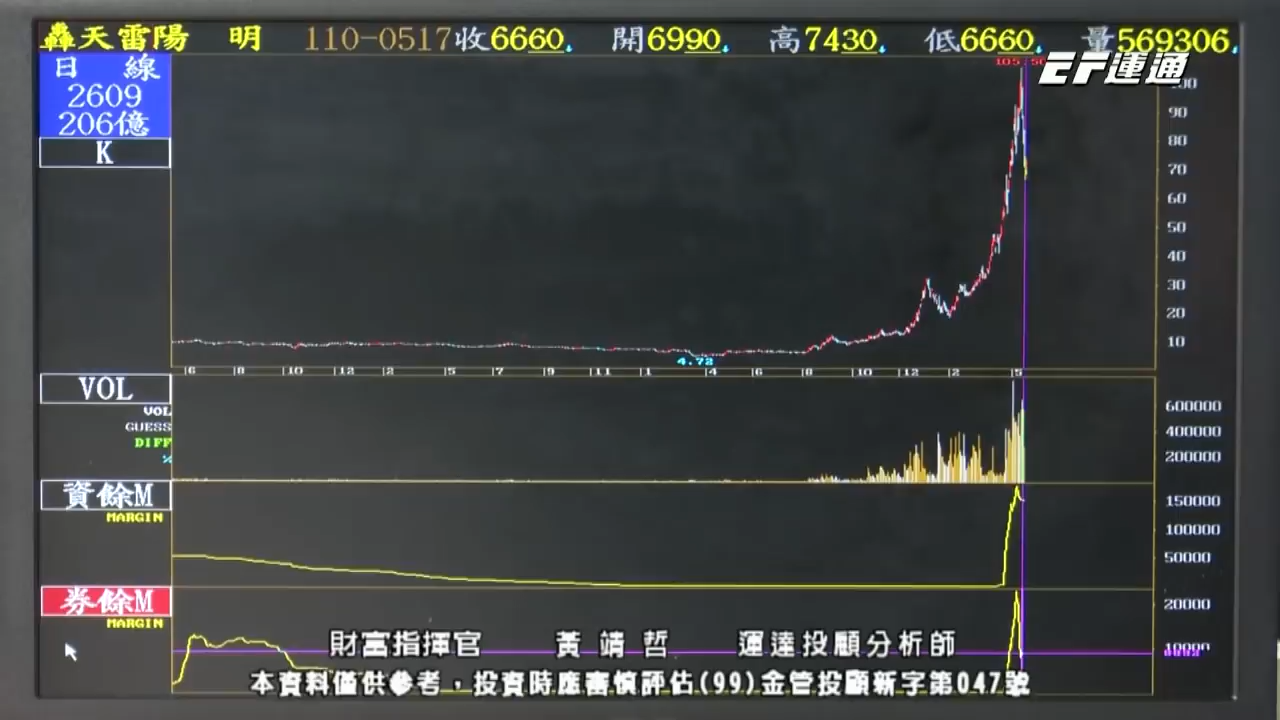 轟天雷陽 明 110-0517收6660 開6990 高7430 低6660 量569306
EF運通
日 線
2609
206億
K
105.50
100
90
80
70
60
50
40
30
20
10
4.72
6 8 10 12 2 5 7 9 11 1 4 6 8 10 12 2 5
VOL
VOL
GUESS
DIFF
%
600000
400000
200000
資餘M
MARGIN
150000
100000
50000
券餘M
MARGIN
20000
10000
財富指揮官 黃靖哲 運達投顧分析師
本資料僅供參考，投資時應審慎評估(99)金管投顧新字第047號